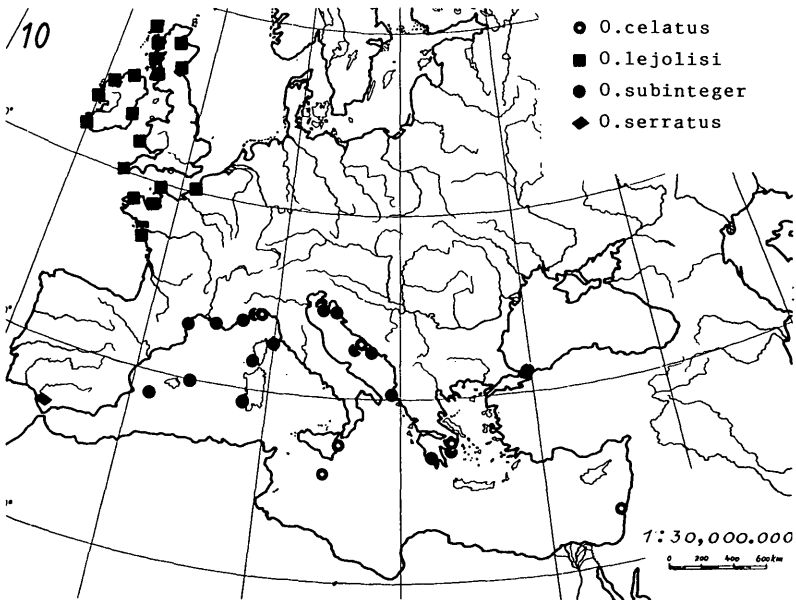 10
O.celatus
O.lejolisi
O.subinteger
O.serratus
1:30,000.000
0 200 400 600km